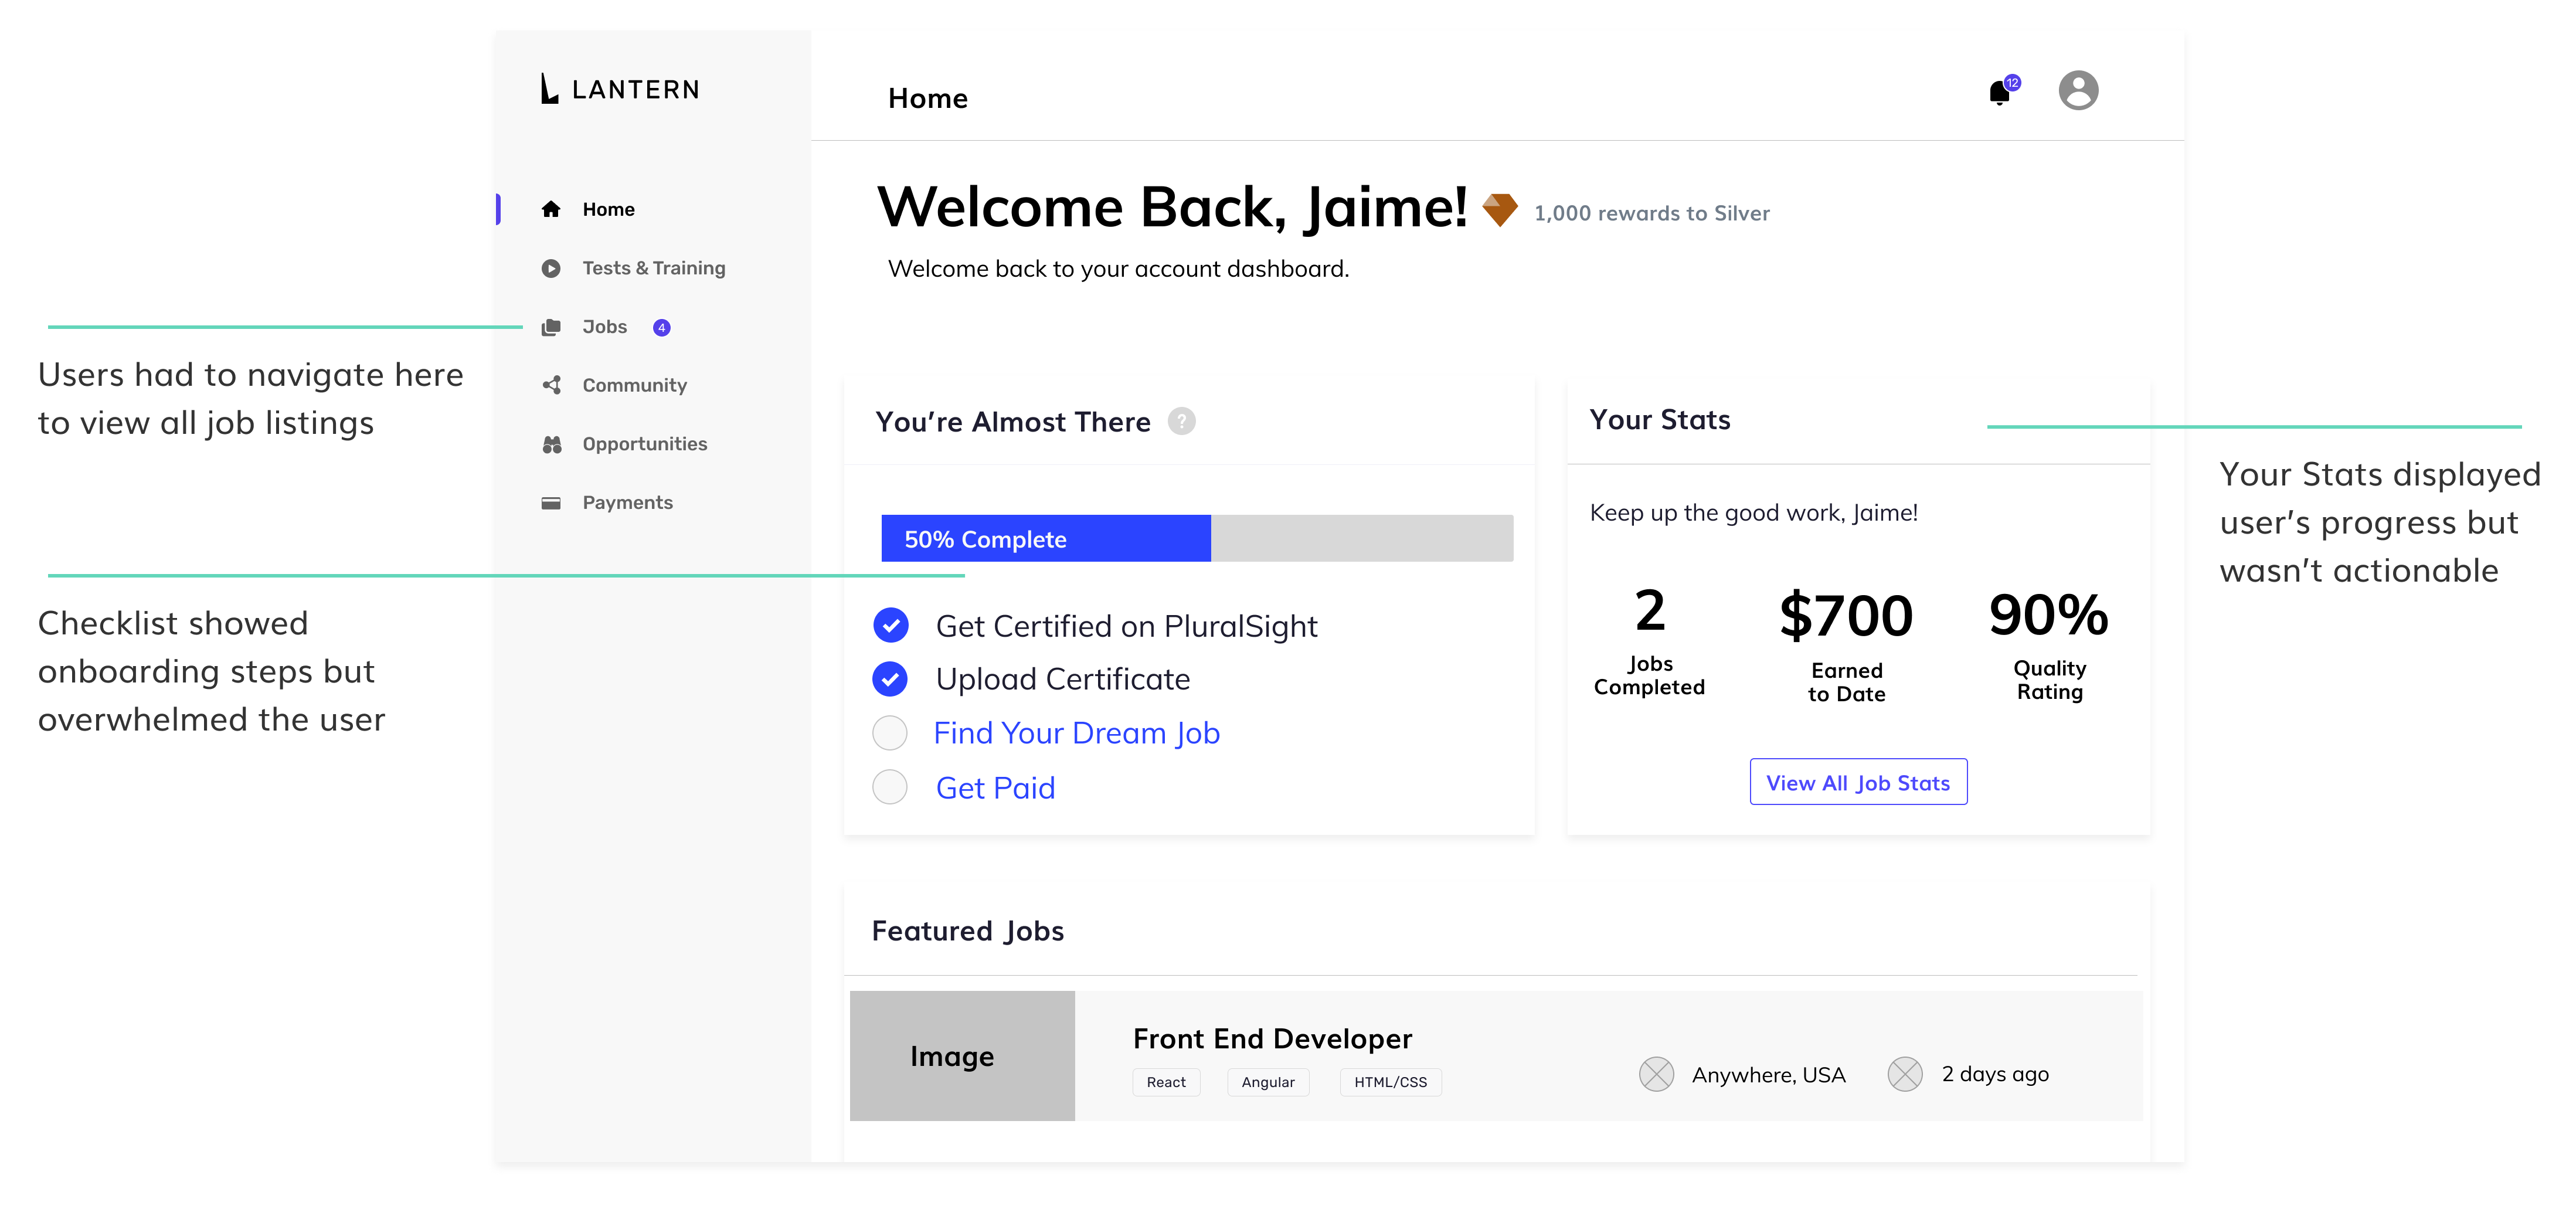 LANTERN
Home
12
Home
Tests & Training
Jobs 4
Community
Opportunities
Payments
Users had to navigate here
to view all job listings
Checklist showed
onboarding steps but
overwhelmed the user
Welcome Back, Jaime!
1,000 rewards to Silver
Welcome back to your account dashboard.
You're Almost There ?
50% Complete
Get Certified on PluralSight
Upload Certificate
Find Your Dream Job
Get Paid
Your Stats
Keep up the good work, Jaime!
2
Jobs
Completed
$700
Earned
to Date
90%
Quality
Rating
View All Job Stats
Your Stats displayed
user's progress but
wasn't actionable
Featured Jobs
Image
Front End Developer
React Angular HTML/CSS
Anywhere, USA
2 days ago